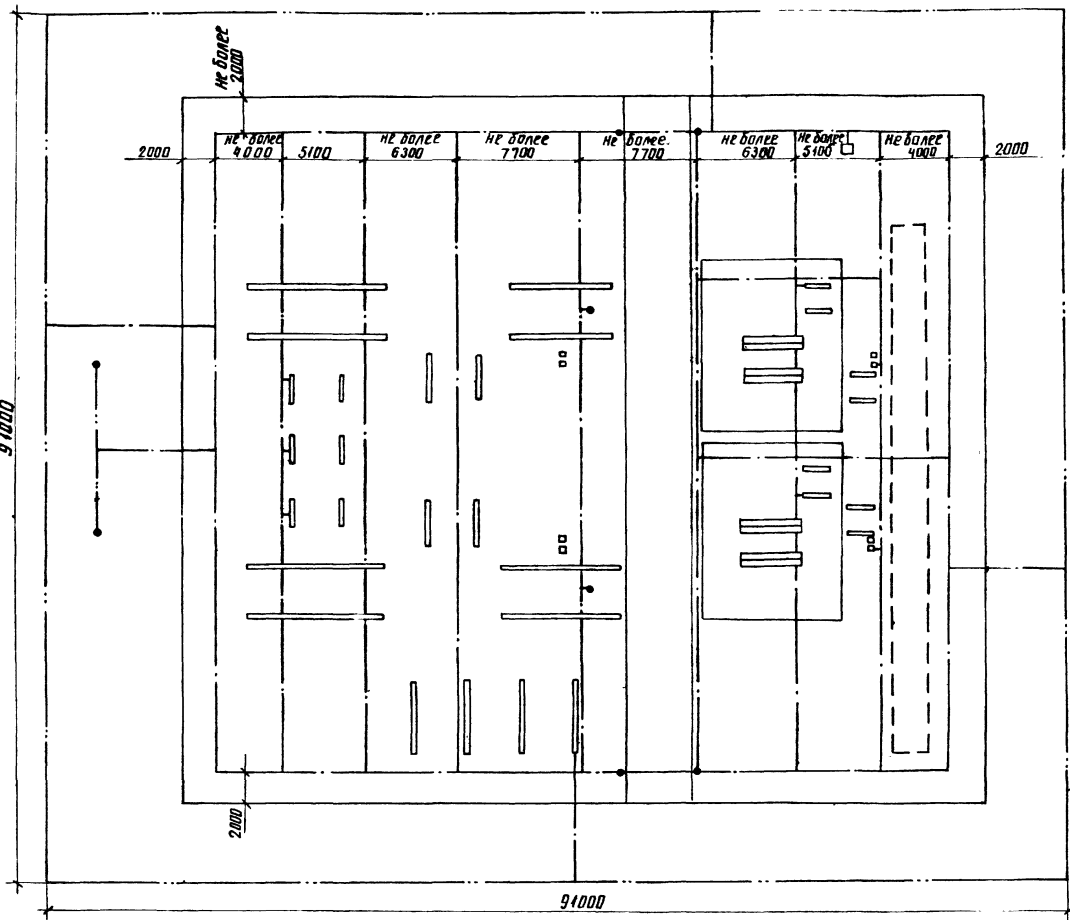 Не более
2000
2000
не более
4000
5100
не более
6300
не более
7700
не более.
7700
не более
6300
не более
5100
не более
4000
2000
91000
2000
91000